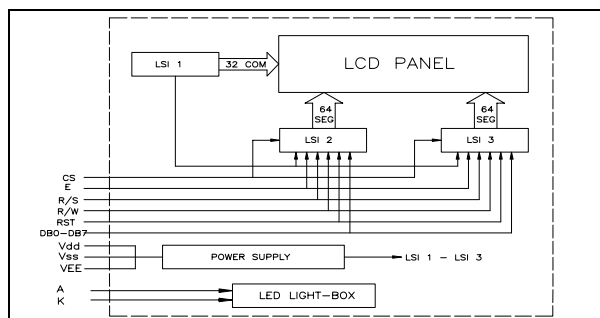 LSI 1
32 COM
LCD PANEL
64
SEG
64
SEG
LSI 2
LSI 3
CS
E
R/S
R/W
RST
DB0-DB7
Vdd
Vss
VEE
POWER SUPPLY
LSI 1 - LSI 3
A
K
LED LIGHT-BOX